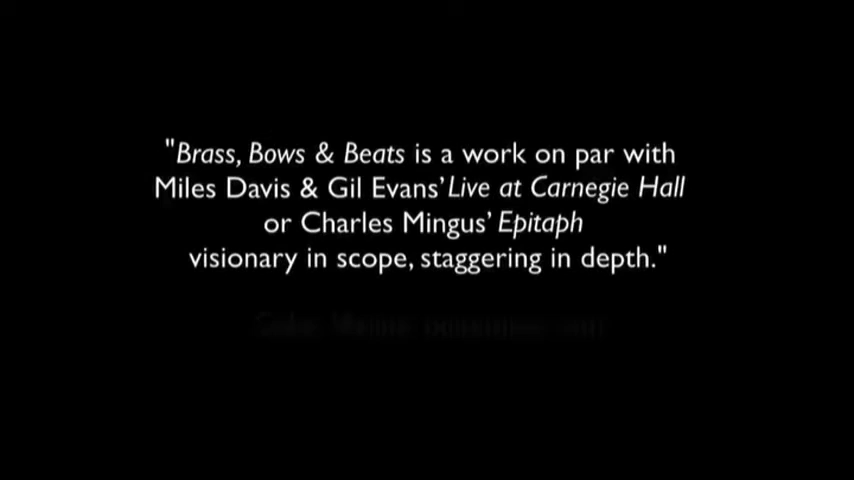 "Brass, Bows & Beats is a work on par with
Miles Davis & Gil Evans' Live at Carnegie Hall
or Charles Mingus' Epitaph
visionary in scope, staggering in depth."